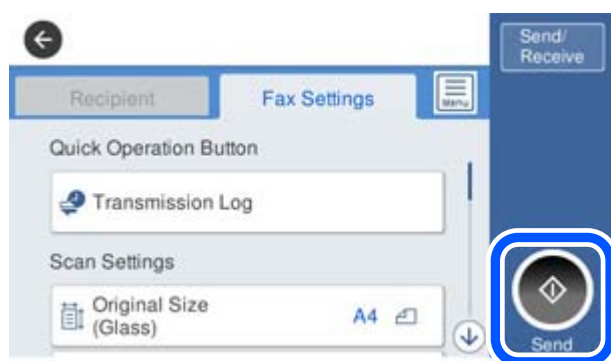 Send/
Receive
Recipient
Fax Settings
Menu
Quick Operation Button
Transmission Log
Scan Settings
Original Size
(Glass)
A4
Send